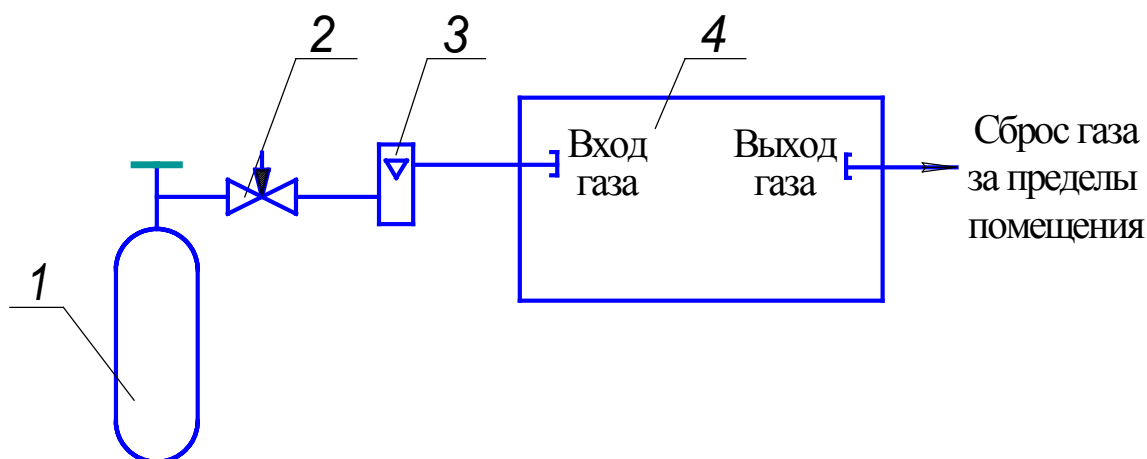 2
3
4
1
Вход
газа
Выход
газа
Сброс газа
за пределы
помещения